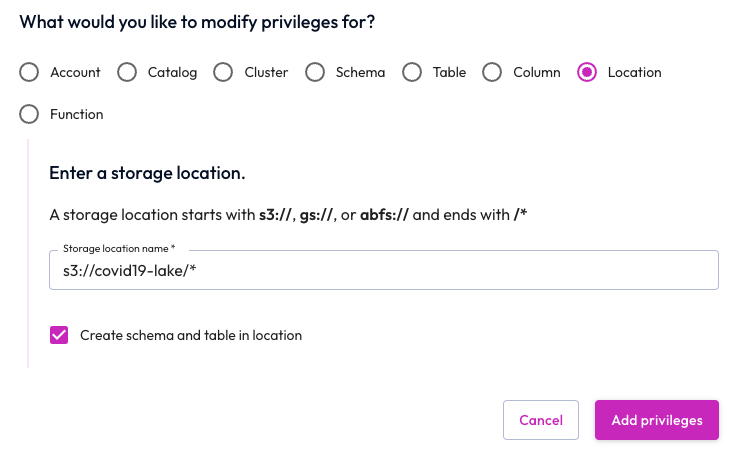 What would you like to modify privileges for?
Account Catalog Cluster Schema Table Column Location
Function
Enter a storage location.
A storage location starts with s3://, gs://, or abfs:// and ends with /*
Storage location name *
s3://covid19-lake/*
Create schema and table in location
Cancel Add privileges